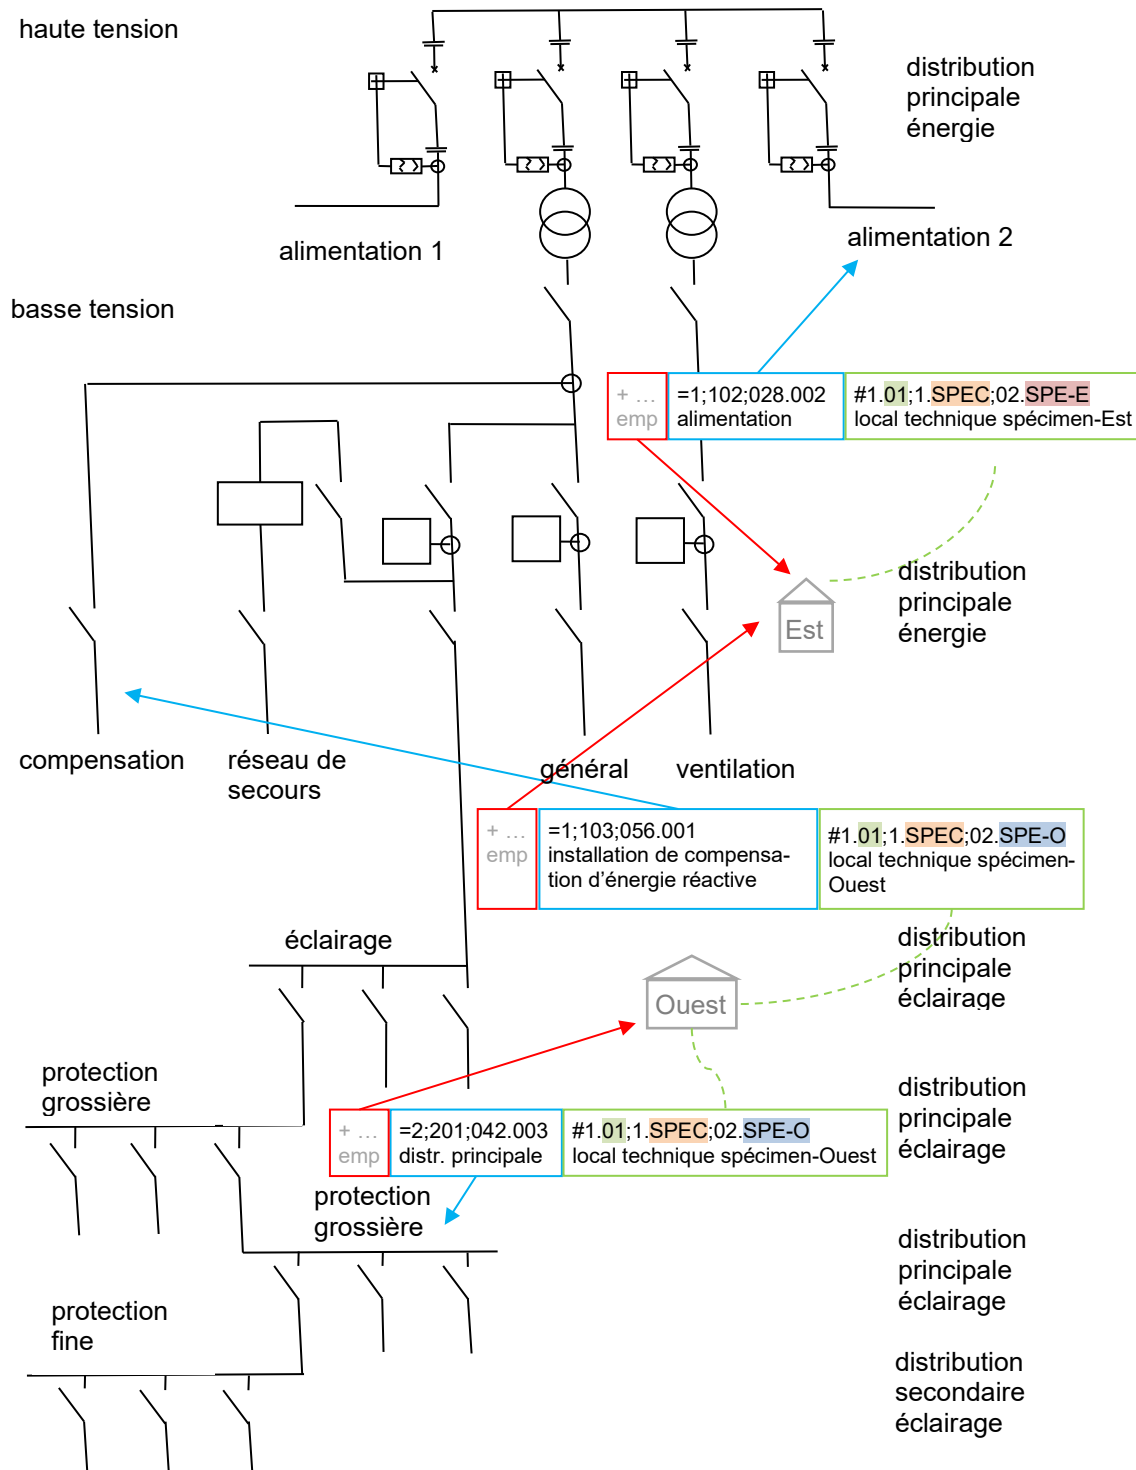 haute tension
distribution
principale
énergie
alimentation 1
alimentation 2
basse tension
+ ...
emp
=1;102;028.002
alimentation
#1.01;1.SPEC;02.SPE-E
local technique spécimen-Est
distribution
principale
énergie
Est
compensation
réseau de
secours
général
ventilation
+ ...
emp
=1;103;056.001
installation de compensa-
tion d’énergie réactive
#1.01;1.SPEC;02.SPE-O
local technique spécimen-
Ouest
éclairage
distribution
principale
éclairage
Ouest
protection
grossière
distribution
principale
éclairage
+ ...
emp
=2;201;042.003
distr. principale
#1.01;1.SPEC;02.SPE-O
local technique spécimen-Ouest
protection
grossière
distribution
principale
éclairage
protection
fine
distribution
secondaire
éclairage